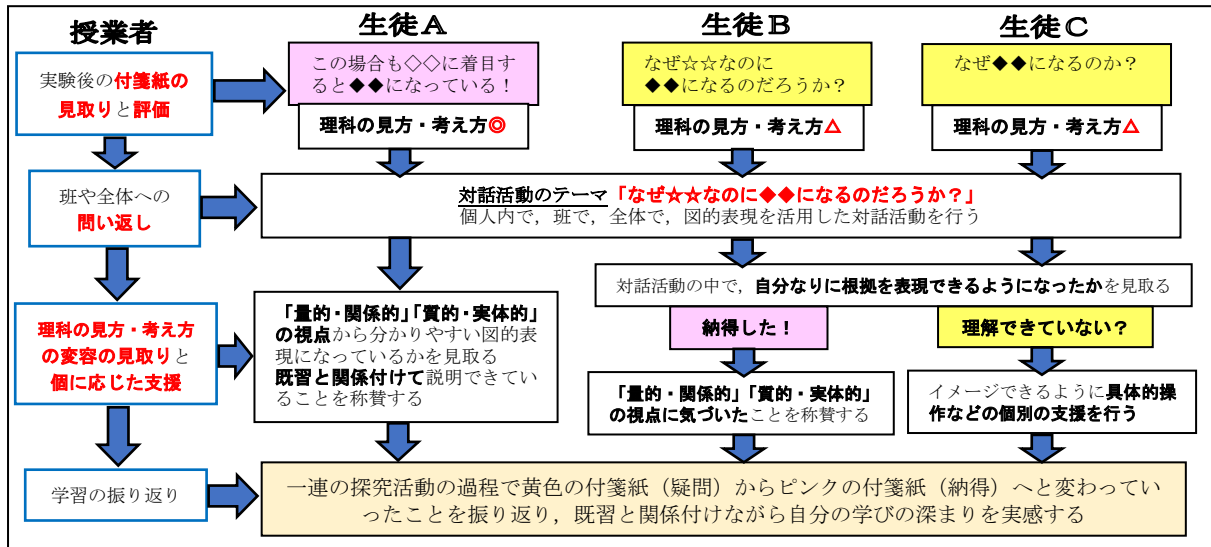 授業者
生徒A
生徒B
生徒C
実験後の付箋紙の
見取りと評価
この場合も◇◇に着目す
ると◆◆になっている！
なぜ☆☆なのに
◆◆になるのだろうか？
なぜ◆◆になるのか？
理科の見方・考え方◎
理科の見方・考え方△
理科の見方・考え方△
班や全体への
問い返し
対話活動のテーマ「なぜ☆☆なのに◆◆になるのだろうか？」
個人内で，班で，全体で，図的表現を活用した対話活動を行う
対話活動の中で，自分なりに根拠を表現できるようになったかを見取る
理科の見方・考え方
の変容の見取りと
個に応じた支援
「量的・関係的」「質的・実体的」
の視点から分かりやすい図的表
現になっているかを見取る
既習と関係付けて説明できてい
ることを称賛する
納得した！
理解できていない？
「量的・関係的」「質的・実体的」
の視点に気づいたことを称賛する
イメージできるように具体的操
作などの個別の支援を行う
学習の振り返り
一連の探究活動の過程で黄色の付箋紙（疑問）からピンクの付箋紙（納得）へと変わってい
ったことを振り返り，既習と関係付けながら自分の学びの深まりを実感する